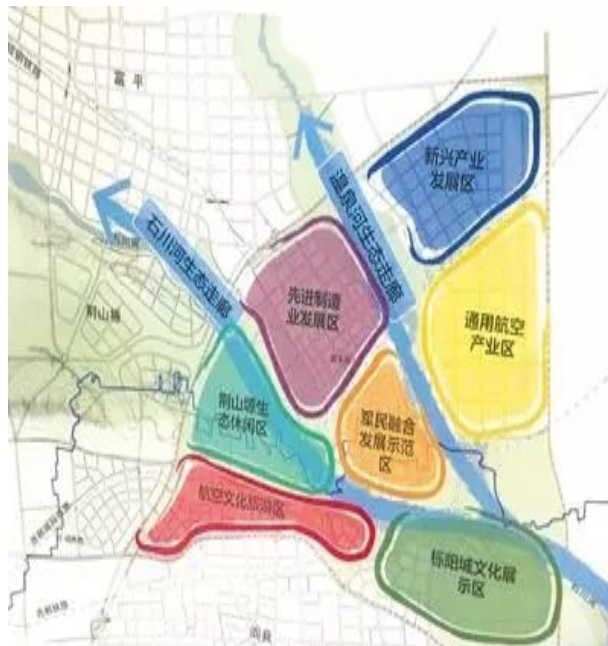 富平
新兴产业
发展区
温泉河生态走廊
石川河生态走廊
先进制造
业发展区
通用航空
产业区
荆山塬
荆山塬生
态休闲区
军民融合
发展示范
区
航空文化旅游区
栎阳城文化展
示区
阎良